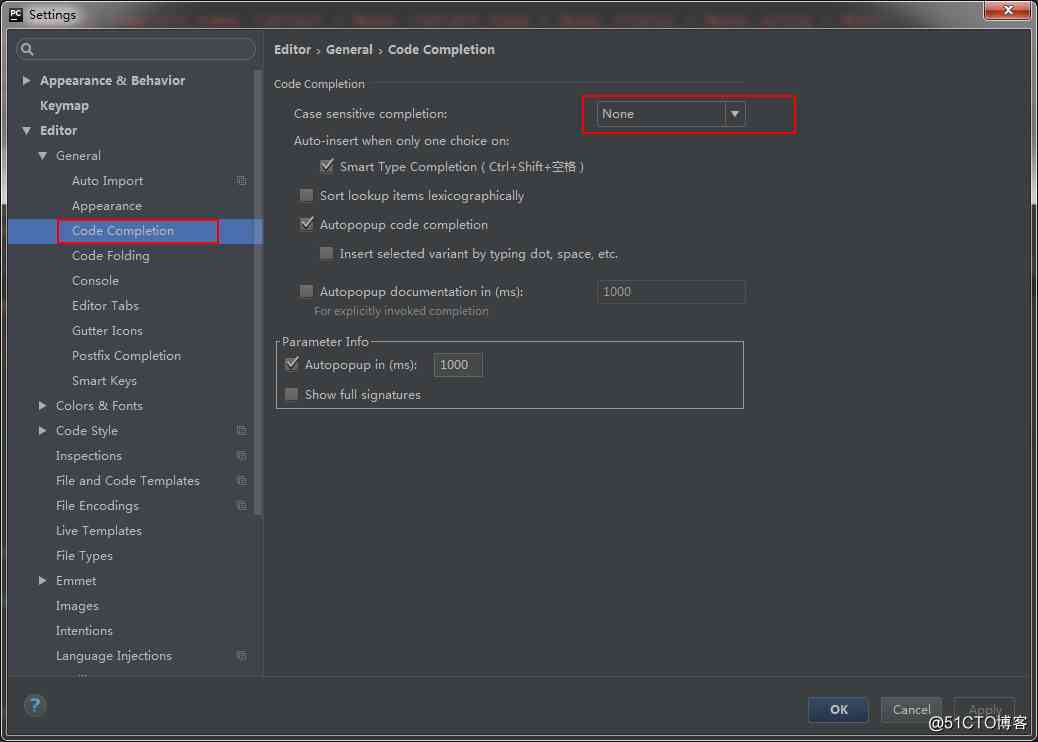 PC Settings
Editor › General › Code Completion
Appearance & Behavior
Keymap
Editor
General
Auto Import
Appearance
Code Completion
Code Folding
Console
Editor Tabs
Gutter Icons
Postfix Completion
Smart Keys
Colors & Fonts
Code Style
Inspections
File and Code Templates
File Encodings
Live Templates
File Types
Emmet
Images
Intentions
Language Injections
Code Completion
Case sensitive completion: None
Auto-insert when only one choice on:
Smart Type Completion ( Ctrl+Shift+空格 )
Sort lookup items lexicographically
Autopopup code completion
Insert selected variant by typing dot, space, etc.
Autopopup documentation in (ms): 1000
For explicitly invoked completion
Parameter Info
Autopopup in (ms): 1000
Show full signatures
?
OK Cancel Apply
@51CTO博客